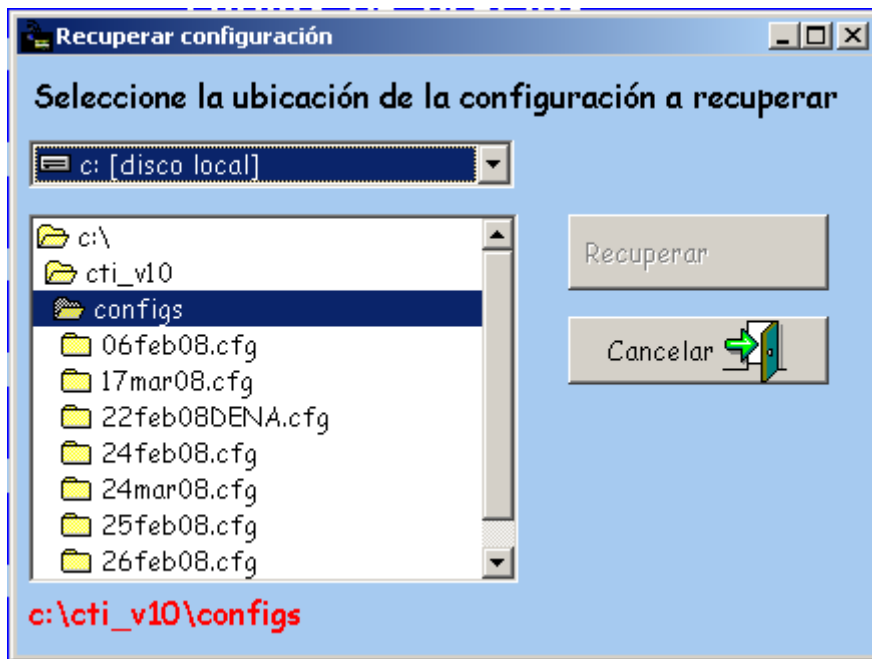 Recuperar configuración
Seleccione la ubicación de la configuración a recuperar
c: [disco local]
c:\
cti_v10
configs
06feb08.cfg
17mar08.cfg
22feb08DENA.cfg
24feb08.cfg
24mar08.cfg
25feb08.cfg
26feb08.cfg
Recuperar
Cancelar
c:\cti_v10\configs